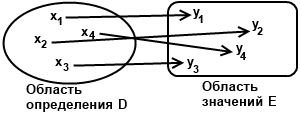 x₁ y₁
x₂ x₄ y₂
y₄
x₃ y₃
Область
определения D
Область
значений E